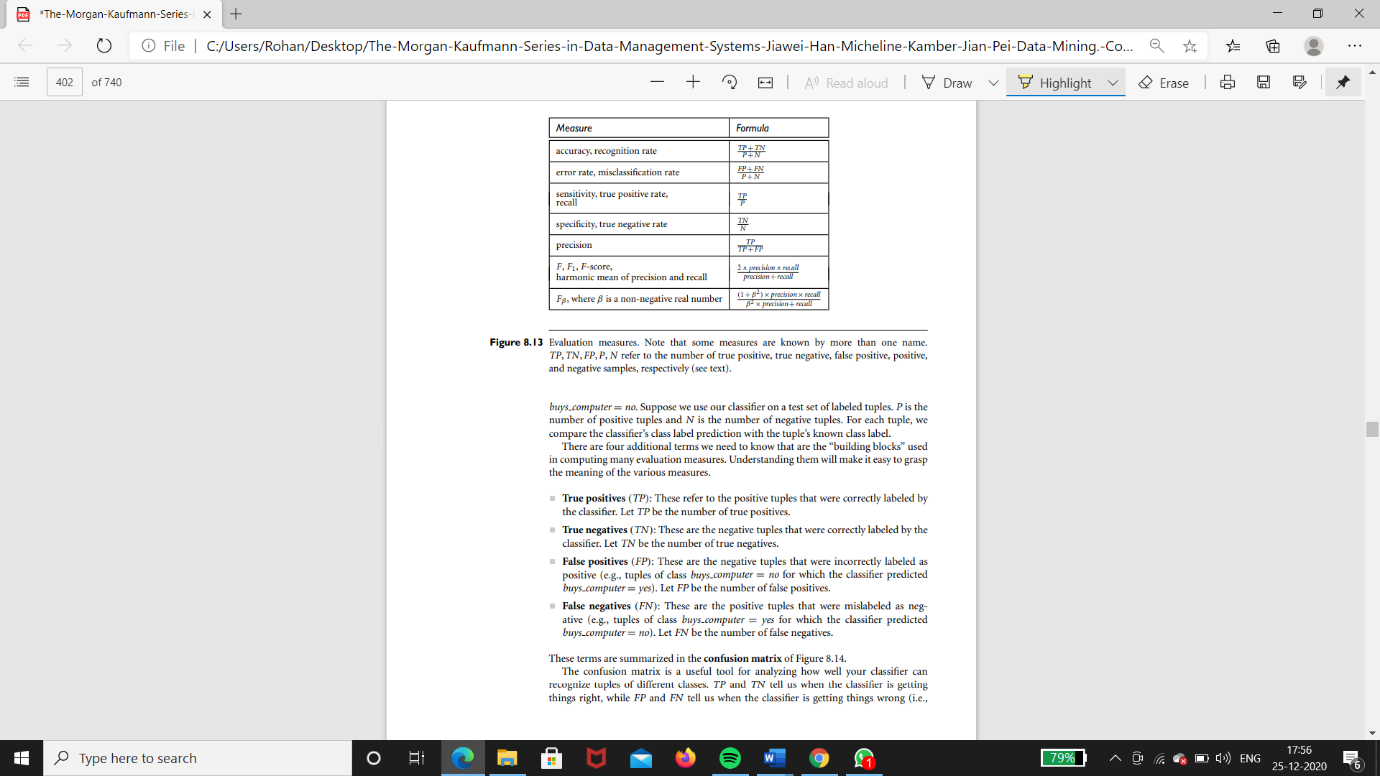 *The-Morgan-Kaufmann-Series-
File | C:/Users/Rohan/Desktop/The-Morgan-Kaufmann-Series-in-Data-Management-Systems-Jiawei-Han-Micheline-Kamber-Jian-Pei-Data-Mining.-Co...
402 of 740 Read aloud Draw Highlight Erase
Measure Formula
accuracy, recognition rate TP+TN / P+N
error rate, misclassification rate FP+FN / P+N
sensitivity, true positive rate,
recall TP / P
specificity, true negative rate TN / N
precision TP / TP+FP
F, F₁, F-score,
harmonic mean of precision and recall 2 × precision × recall / precision + recall
Fβ, where β is a non-negative real number (1+β²) × precision × recall / β² × precision + recall
Figure 8.13 Evaluation measures. Note that some measures are known by more than one name.
TP, TN, FP, P, N refer to the number of true positive, true negative, false positive, positive,
and negative samples, respectively (see text).
buys_computer = no. Suppose we use our classifier on a test set of labeled tuples. P is the
number of positive tuples and N is the number of negative tuples. For each tuple, we
compare the classifier's class label prediction with the tuple's known class label.
There are four additional terms we need to know that are the "building blocks" used
in computing many evaluation measures. Understanding them will make it easy to grasp
the meaning of the various measures.
True positives (TP): These refer to the positive tuples that were correctly labeled by
the classifier. Let TP be the number of true positives.
True negatives (TN): These are the negative tuples that were correctly labeled by the
classifier. Let TN be the number of true negatives.
False positives (FP): These are the negative tuples that were incorrectly labeled as
positive (e.g., tuples of class buys_computer = no for which the classifier predicted
buys_computer = yes). Let FP be the number of false positives.
False negatives (FN): These are the positive tuples that were mislabeled as neg-
ative (e.g., tuples of class buys_computer = yes for which the classifier predicted
buys_computer = no). Let FN be the number of false negatives.
These terms are summarized in the confusion matrix of Figure 8.14.
The confusion matrix is a useful tool for analyzing how well your classifier can
recognize tuples of different classes. TP and TN tell us when the classifier is getting
things right, while FP and FN tell us when the classifier is getting things wrong (i.e.,
Type here to search
W
1
79%
ENG
17:56
25-12-2020
6